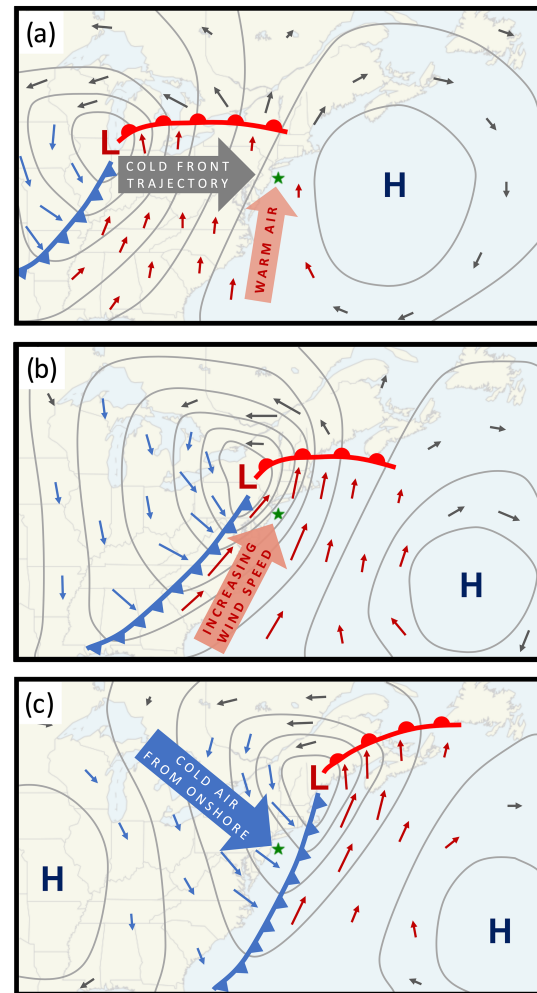 (a)
L
COLD FRONT
TRAJECTORY
H
WARM AIR
(b)
L
INCREASING
WIND SPEED
H
(c)
COLD AIR
FROM ONSHORE
L
H
H